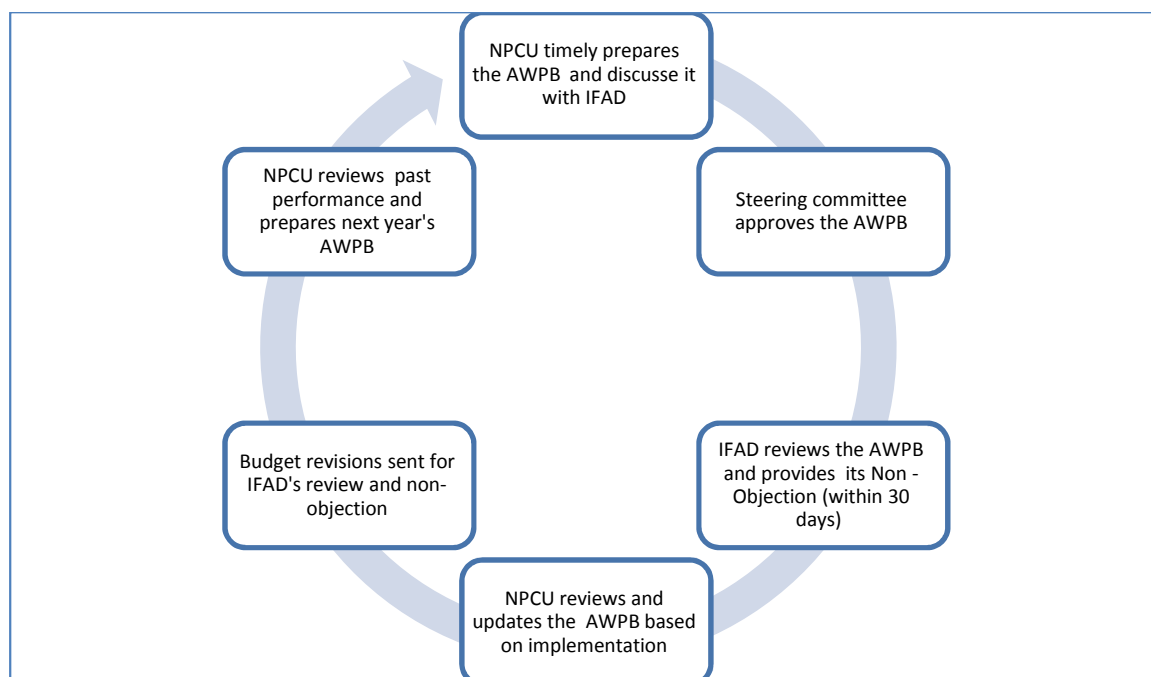 NPCU timely prepares
the AWPB and discusse it
with IFAD
Steering committee
approves the AWPB
IFAD reviews the AWPB
and provides its Non -
Objection (within 30
days)
NPCU reviews and
updates the AWPB based
on implementation
Budget revisions sent for
IFAD's review and non-
objection
NPCU reviews past
performance and
prepares next year's
AWPB